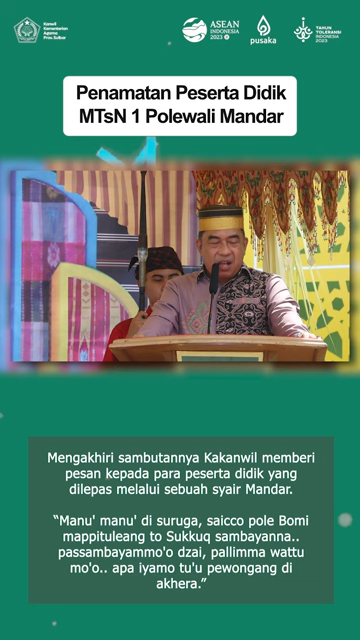 Kanwil
Kementerian
Agama
Prov. Sulbar
ASEAN
INDONESIA
2023
pusaka
TAHUN
TOLERANSI
INDONESIA
2023
Penamatan Peserta Didik
MTsN 1 Polewali Mandar
Mengakhiri sambutannya Kakanwil memberi
pesan kepada para peserta didik yang
dilepas melalui sebuah syair Mandar.
“Manu' manu' di suruga, saicco pole Bomi
mappituleang to Sukkuq sambayanna..
passambayammo'o dzai, pallimma wattu
mo'o.. apa iyamo tu'u pewongang di
akhera.”